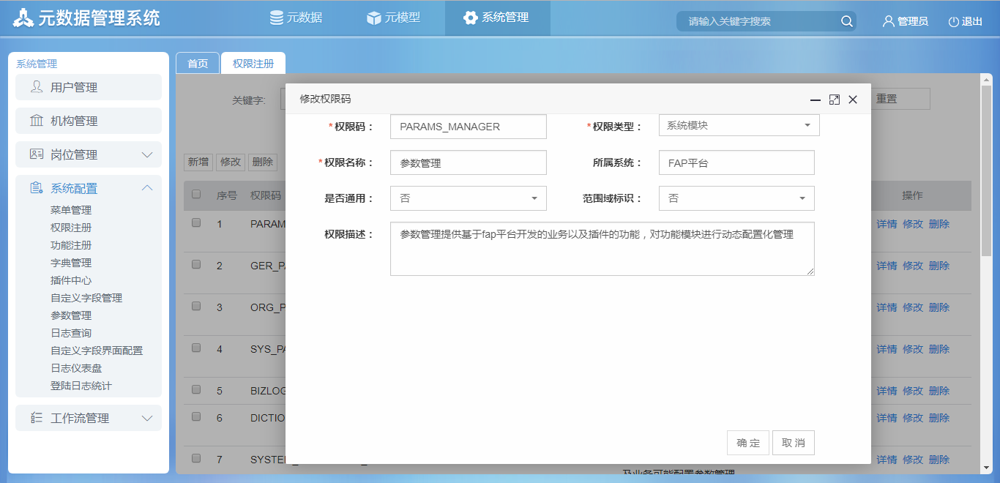 元数据管理系统
元数据
元模型
系统管理
请输入关键字搜索
管理员
退出
系统管理
用户管理
机构管理
岗位管理
系统配置
菜单管理
权限注册
功能注册
字典管理
插件中心
自定义字段管理
参数管理
日志查询
自定义字段界面配置
日志仪表盘
登陆日志统计
工作流管理
首页
权限注册
关键字:
重置
新增
修改
删除
序号 权限码 操作
1 PARAM 详情 修改 删除
2 GER_PA 详情 修改 删除
3 ORG_P 详情 修改 删除
4 SYS_PA 详情 修改 删除
5 BIZLOG 详情 修改 删除
6 DICTIO 详情 修改 删除
7 SYSTEM 详情 修改 删除
及业务可能配置参数管理
修改权限码
*权限码： PARAMS_MANAGER
*权限类型： 系统模块
*权限名称： 参数管理
所属系统： FAP平台
是否通用： 否
范围域标识： 否
权限描述： 参数管理提供基于fap平台开发的业务以及插件的功能，对功能模块进行动态配置化管理
确 定
取 消